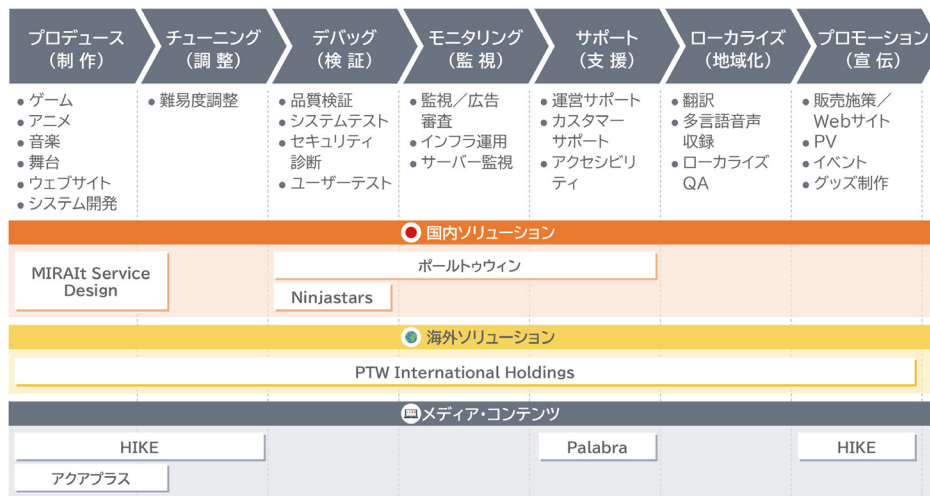 プロデュース
（制 作）
チューニング
（調 整）
デバッグ
（検 証）
モニタリング
（監 視）
サポート
（支 援）
ローカライズ
（地域化）
プロモーション
（宣 伝）
• ゲーム
• アニメ
• 音楽
• 舞台
• ウェブサイト
• システム開発
• 難易度調整
• 品質検証
• システムテスト
• セキュリティ
診断
• ユーザーテスト
• 監視／広告
審査
• インフラ運用
• サーバー監視
• 運営サポート
• カスタマー
サポート
• アクセシビリ
ティ
• 翻訳
• 多言語音声
収録
• ローカライズ
QA
• 販売施策／
Webサイト
• PV
• イベント
• グッズ制作
国内ソリューション
MIRAIt Service
Design
ポールトゥウィン
Ninjastars
海外ソリューション
PTW International Holdings
メディア・コンテンツ
HIKE
Palabra
HIKE
アクアプラス